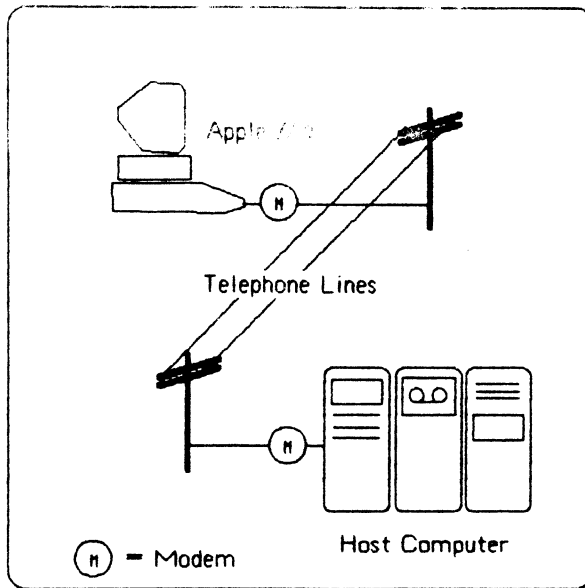 Apple
M
Telephone Lines
M
Host Computer
M = Modem